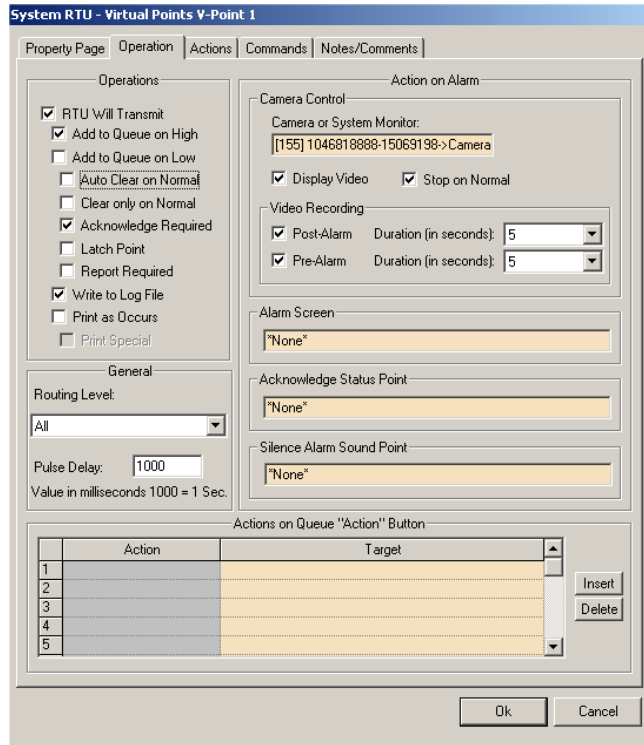 System RTU - Virtual Points V-Point 1
Property Page Operation Actions Commands Notes/Comments
Operations
RTU Will Transmit
Add to Queue on High
Add to Queue on Low
Auto Clear on Normal
Clear only on Normal
Acknowledge Required
Latch Point
Report Required
Write to Log File
Print as Occurs
Print Special
General
Routing Level:
All
Pulse Delay: 1000
Value in milliseconds 1000 = 1 Sec.
Action on Alarm
Camera Control
Camera or System Monitor:
[155] 1046818888-15069198->Camera
Display Video Stop on Normal
Video Recording
Post-Alarm Duration (in seconds): 5
Pre-Alarm Duration (in seconds): 5
Alarm Screen
*None*
Acknowledge Status Point
*None*
Silence Alarm Sound Point
*None*
Actions on Queue "Action" Button
Action Target
1
2
3
4
5
Insert
Delete
Ok Cancel